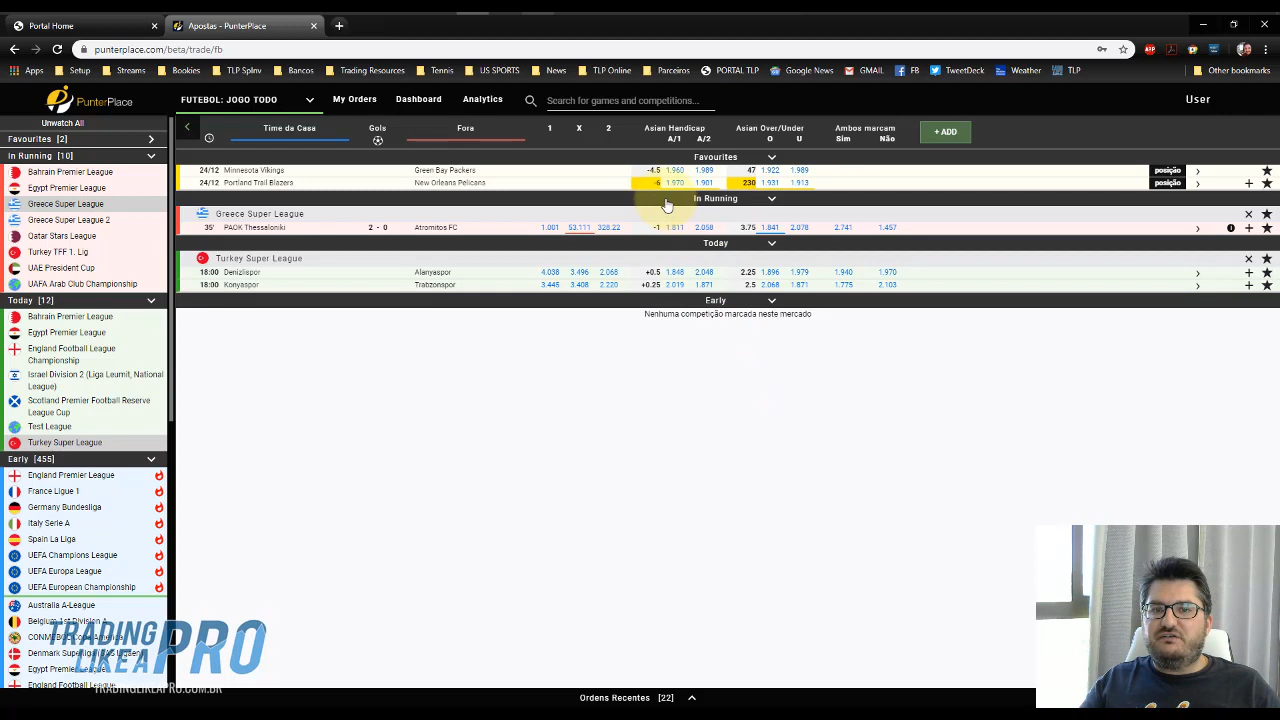 Portal Home
Apostas - PunterPlace
punterplace.com/beta/trade/fb
Apps Setup Streams Bookies TLP SpInv Bancos Trading Resources Tennis US SPORTS News TLP Online Parceiros PORTAL TLP Google News GMAIL FB TweetDeck Weather TLP Other bookmarks
PunterPlace
FUTEBOL: JOGO TODO My Orders Dashboard Analytics Search for games and competitions... User
Unwatch All
Favourites [2]
In Running [10]
Bahrain Premier League
Egypt Premier League
Greece Super League
Greece Super League 2
Qatar Stars League
Turkey TFF 1. Lig
UAE President Cup
UAFA Arab Club Championship
Today [12]
Bahrain Premier League
Egypt Premier League
England Football League
Championship
Israel Division 2 (Liga Leumit, National
League)
Scotland Premier Football Reserve
League Cup
Test League
Turkey Super League
Early [455]
England Premier League
France Ligue 1
Germany Bundesliga
Italy Serie A
Spain La Liga
UEFA Champions League
UEFA Europa League
UEFA European Championship
Australia A-League
Belgium 1st Division A
Egypt Premier League
England Football League
Time da Casa Gols Fora 1 X 2 Asian Handicap Asian Over/Under Ambos marcam + ADD
A/1 A/2 O U Sim Não
Favourites
24/12 Minnesota Vikings Green Bay Packers -4.5 1.960 1.989 47 1.922 1.989 posição
24/12 Portland Trail Blazers New Orleans Pelicans -6 1.970 1.901 230 1.931 1.913 posição
In Running
Greece Super League
35' PAOK Thessaloniki 2 - 0 Atromitos FC 1.001 53.111 328.22 -1 1.811 2.058 3.75 1.841 2.078 2.741 1.457
Today
Turkey Super League
18:00 Denizlispor Alanyaspor 4.038 3.496 2.068 +0.5 1.848 2.048 2.25 1.896 1.979 1.940 1.970
18:00 Konyaspor Trabzonspor 3.445 3.408 2.220 +0.25 2.019 1.871 2.5 2.068 1.871 1.775 2.103
Early
Nenhuma competição marcada neste mercado
TRADING
LIKE A PRO
TRADINGLIKEAPRO.COM.BR
Ordens Recentes [22]